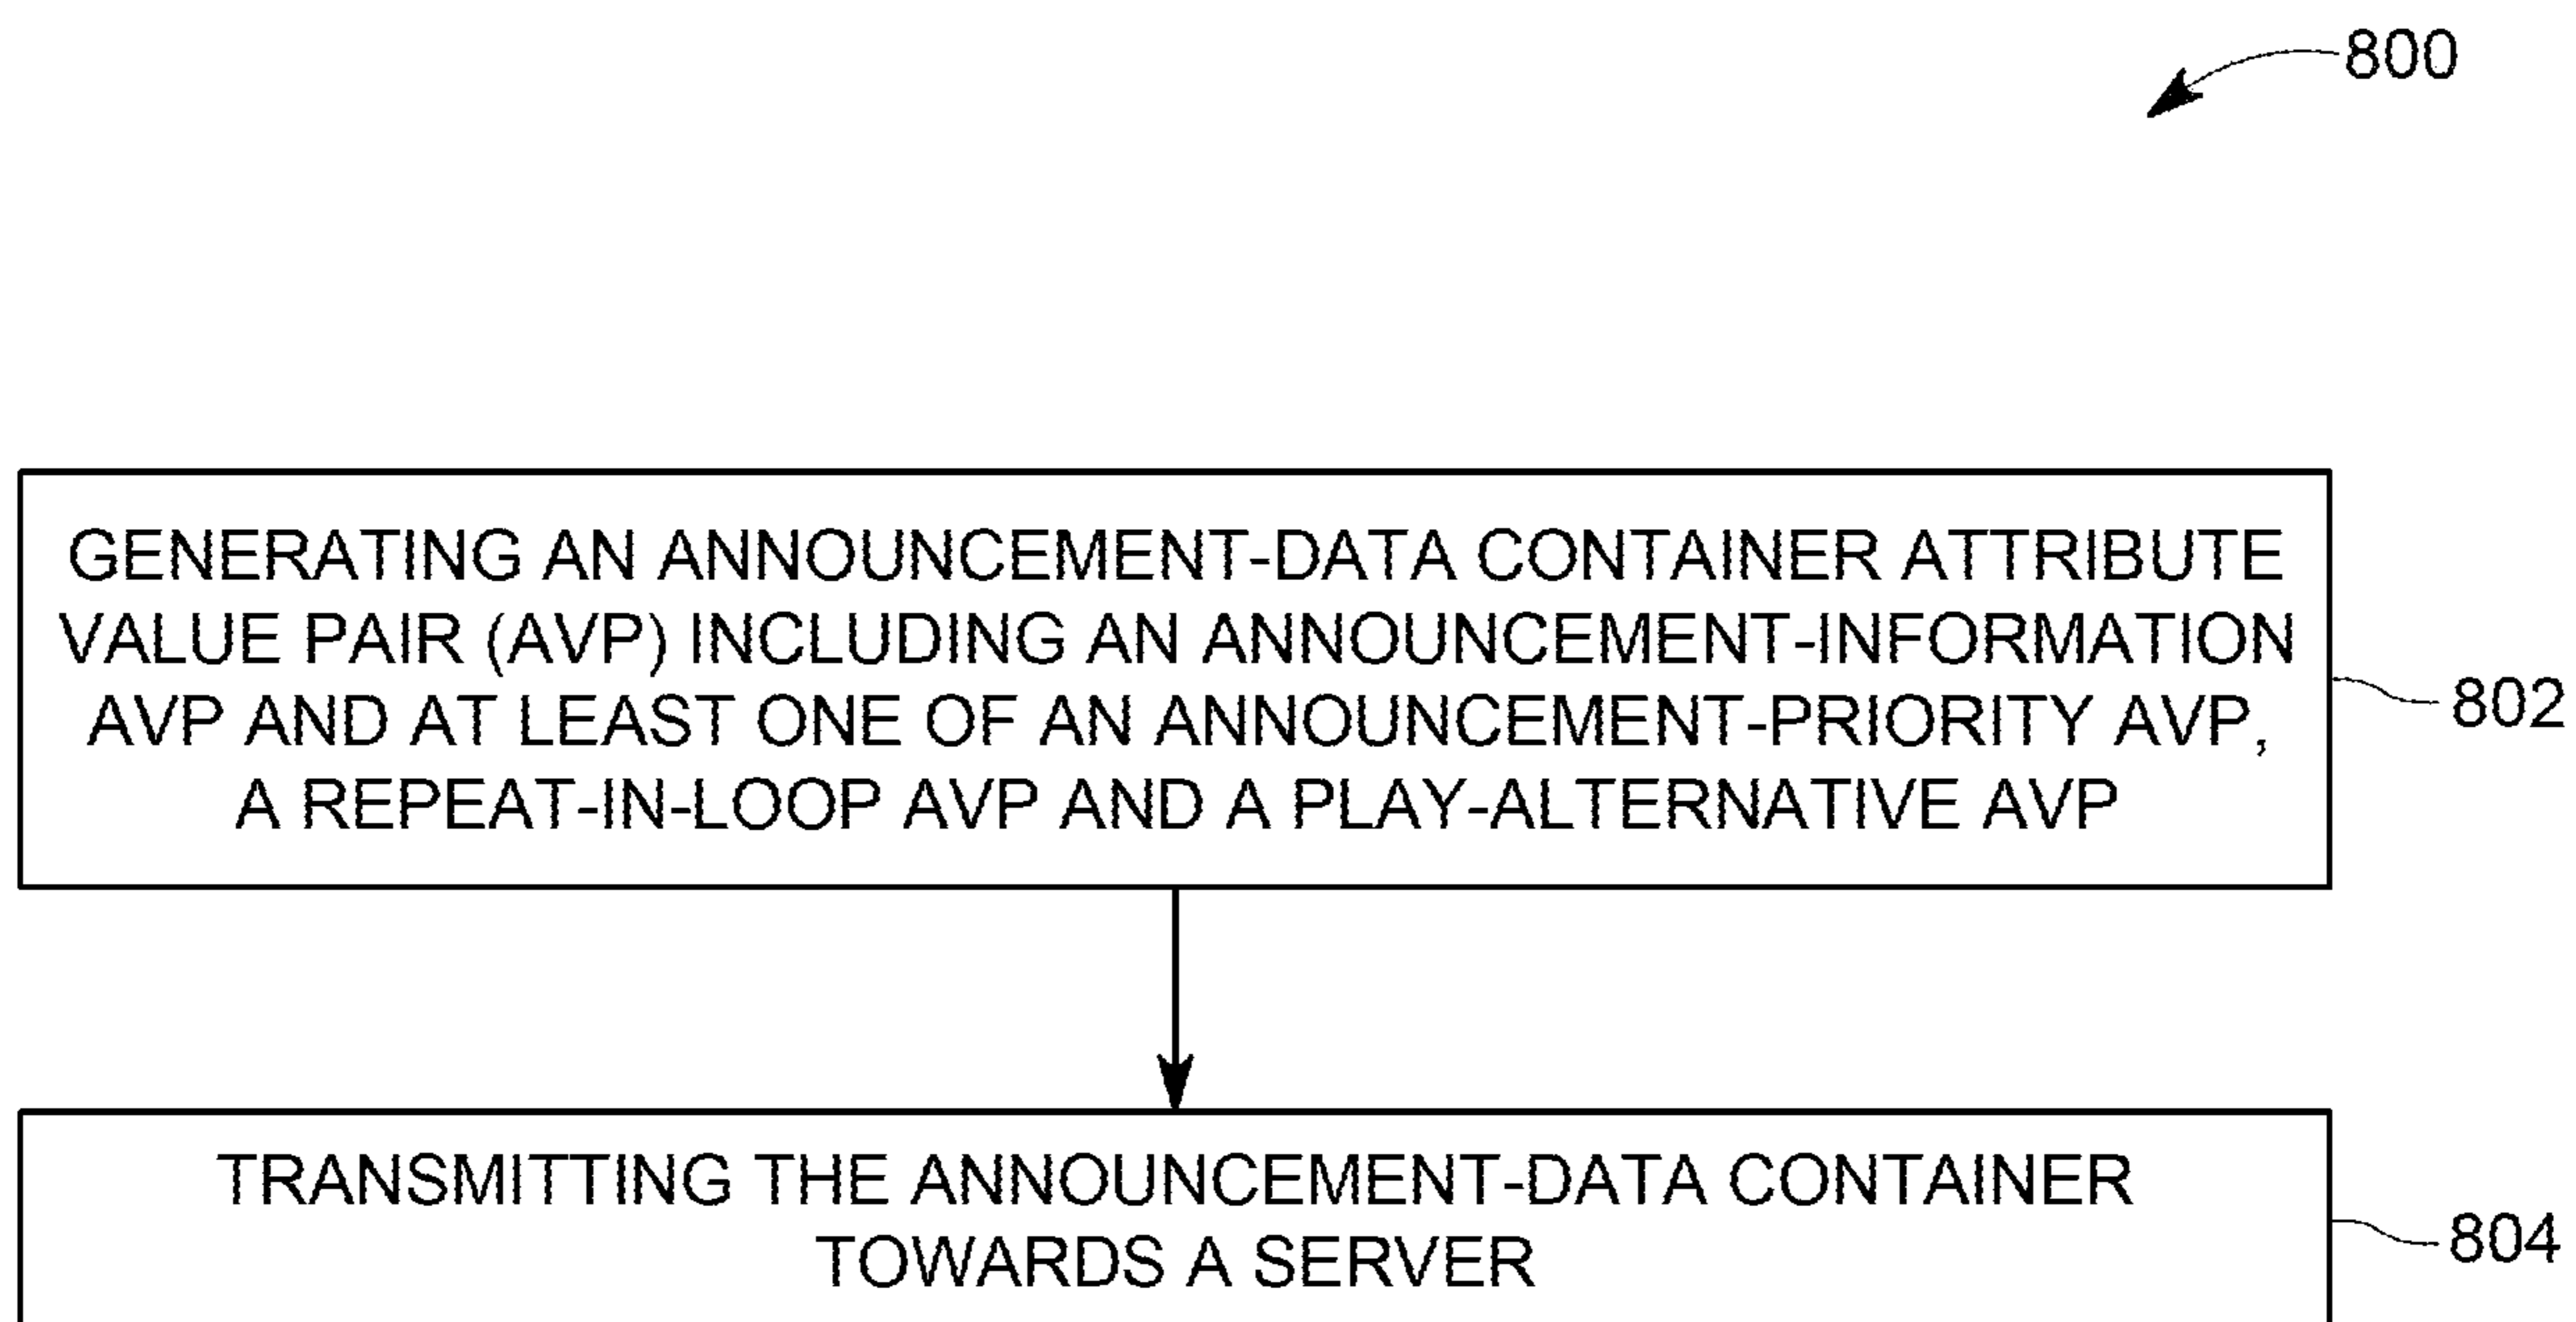 800
GENERATING AN ANNOUNCEMENT-DATA CONTAINER ATTRIBUTE
VALUE PAIR (AVP) INCLUDING AN ANNOUNCEMENT-INFORMATION
AVP AND AT LEAST ONE OF AN ANNOUNCEMENT-PRIORITY AVP,
A REPEAT-IN-LOOP AVP AND A PLAY-ALTERNATIVE AVP
802
TRANSMITTING THE ANNOUNCEMENT-DATA CONTAINER
TOWARDS A SERVER
804